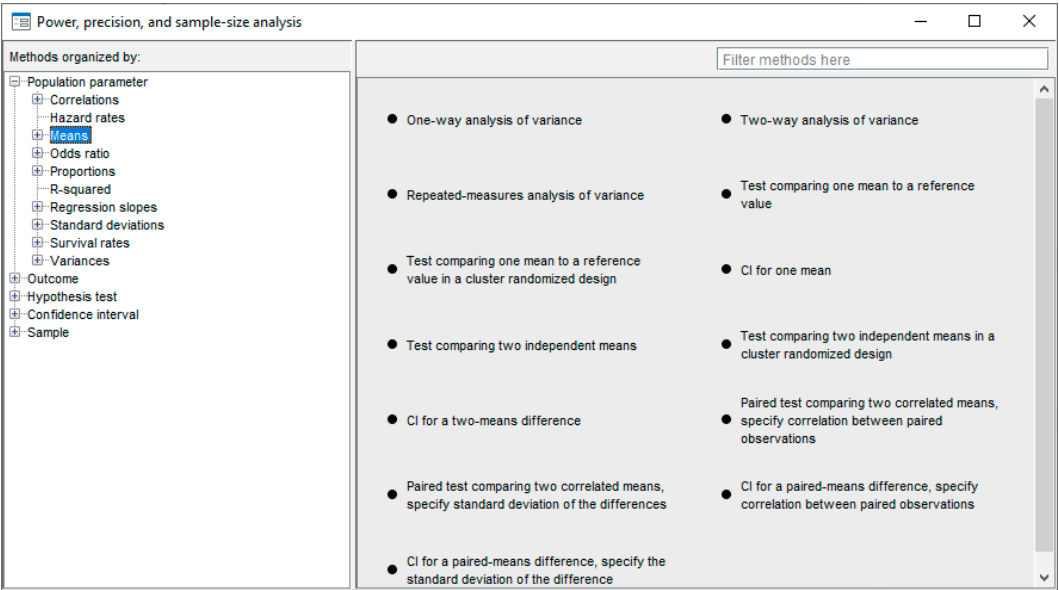 Power, precision, and sample-size analysis
Methods organized by:
Filter methods here
Population parameter
Correlations
Hazard rates
Means
Odds ratio
Proportions
R-squared
Regression slopes
Standard deviations
Survival rates
Variances
Outcome
Hypothesis test
Confidence interval
Sample
One-way analysis of variance
Two-way analysis of variance
Repeated-measures analysis of variance
Test comparing one mean to a reference
value
Test comparing one mean to a reference
value in a cluster randomized design
CI for one mean
Test comparing two independent means
Test comparing two independent means in a
cluster randomized design
CI for a two-means difference
Paired test comparing two correlated means,
specify correlation between paired
observations
Paired test comparing two correlated means,
specify standard deviation of the differences
CI for a paired-means difference, specify
correlation between paired observations
CI for a paired-means difference, specify the
standard deviation of the difference